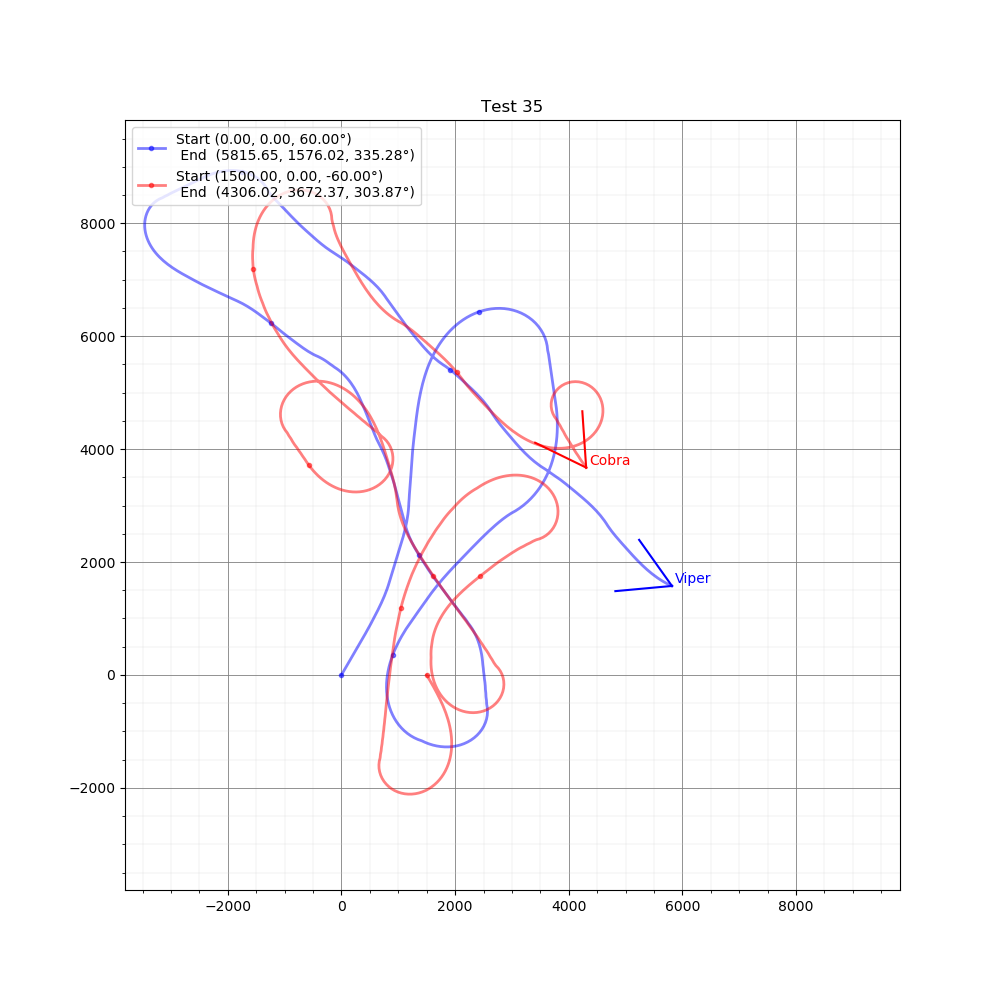 Test 35
Start (0.00, 0.00, 60.00°)
End  (5815.65, 1576.02, 335.28°)
Start (1500.00, 0.00, -60.00°)
End  (4306.02, 3672.37, 303.87°)
8000
6000
4000
2000
0
−2000
Cobra
Viper
−2000
0
2000
4000
6000
8000